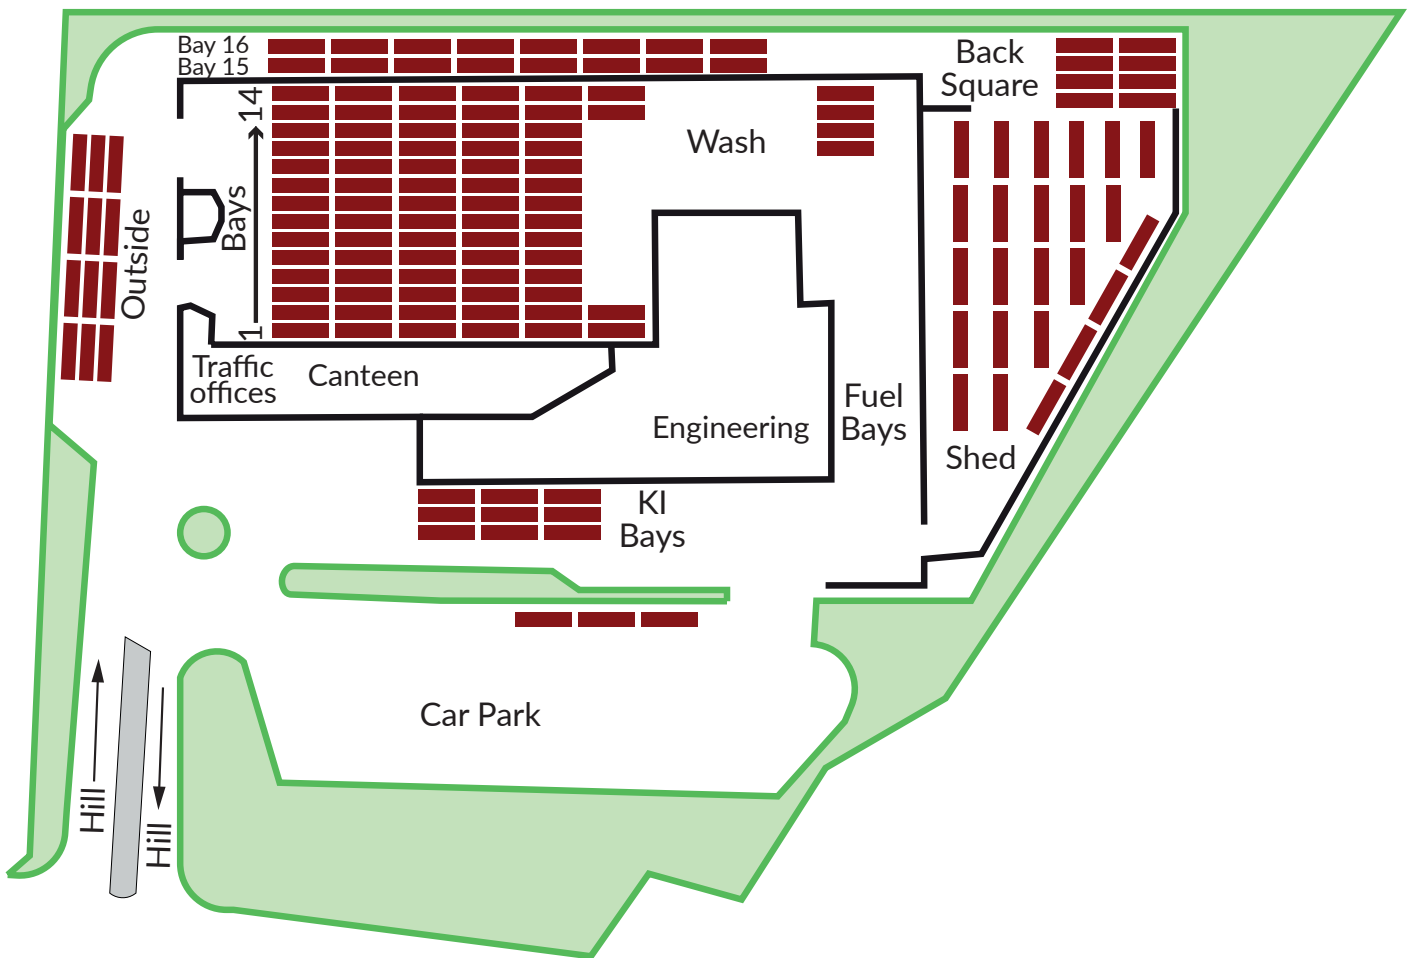 Bay 16
Bay 15
Back
Square
14
Wash
Bays
Outside
1
Traffic
offices
Canteen
Engineering
Fuel
Bays
Shed
KI
Bays
Car Park
Hill
Hill